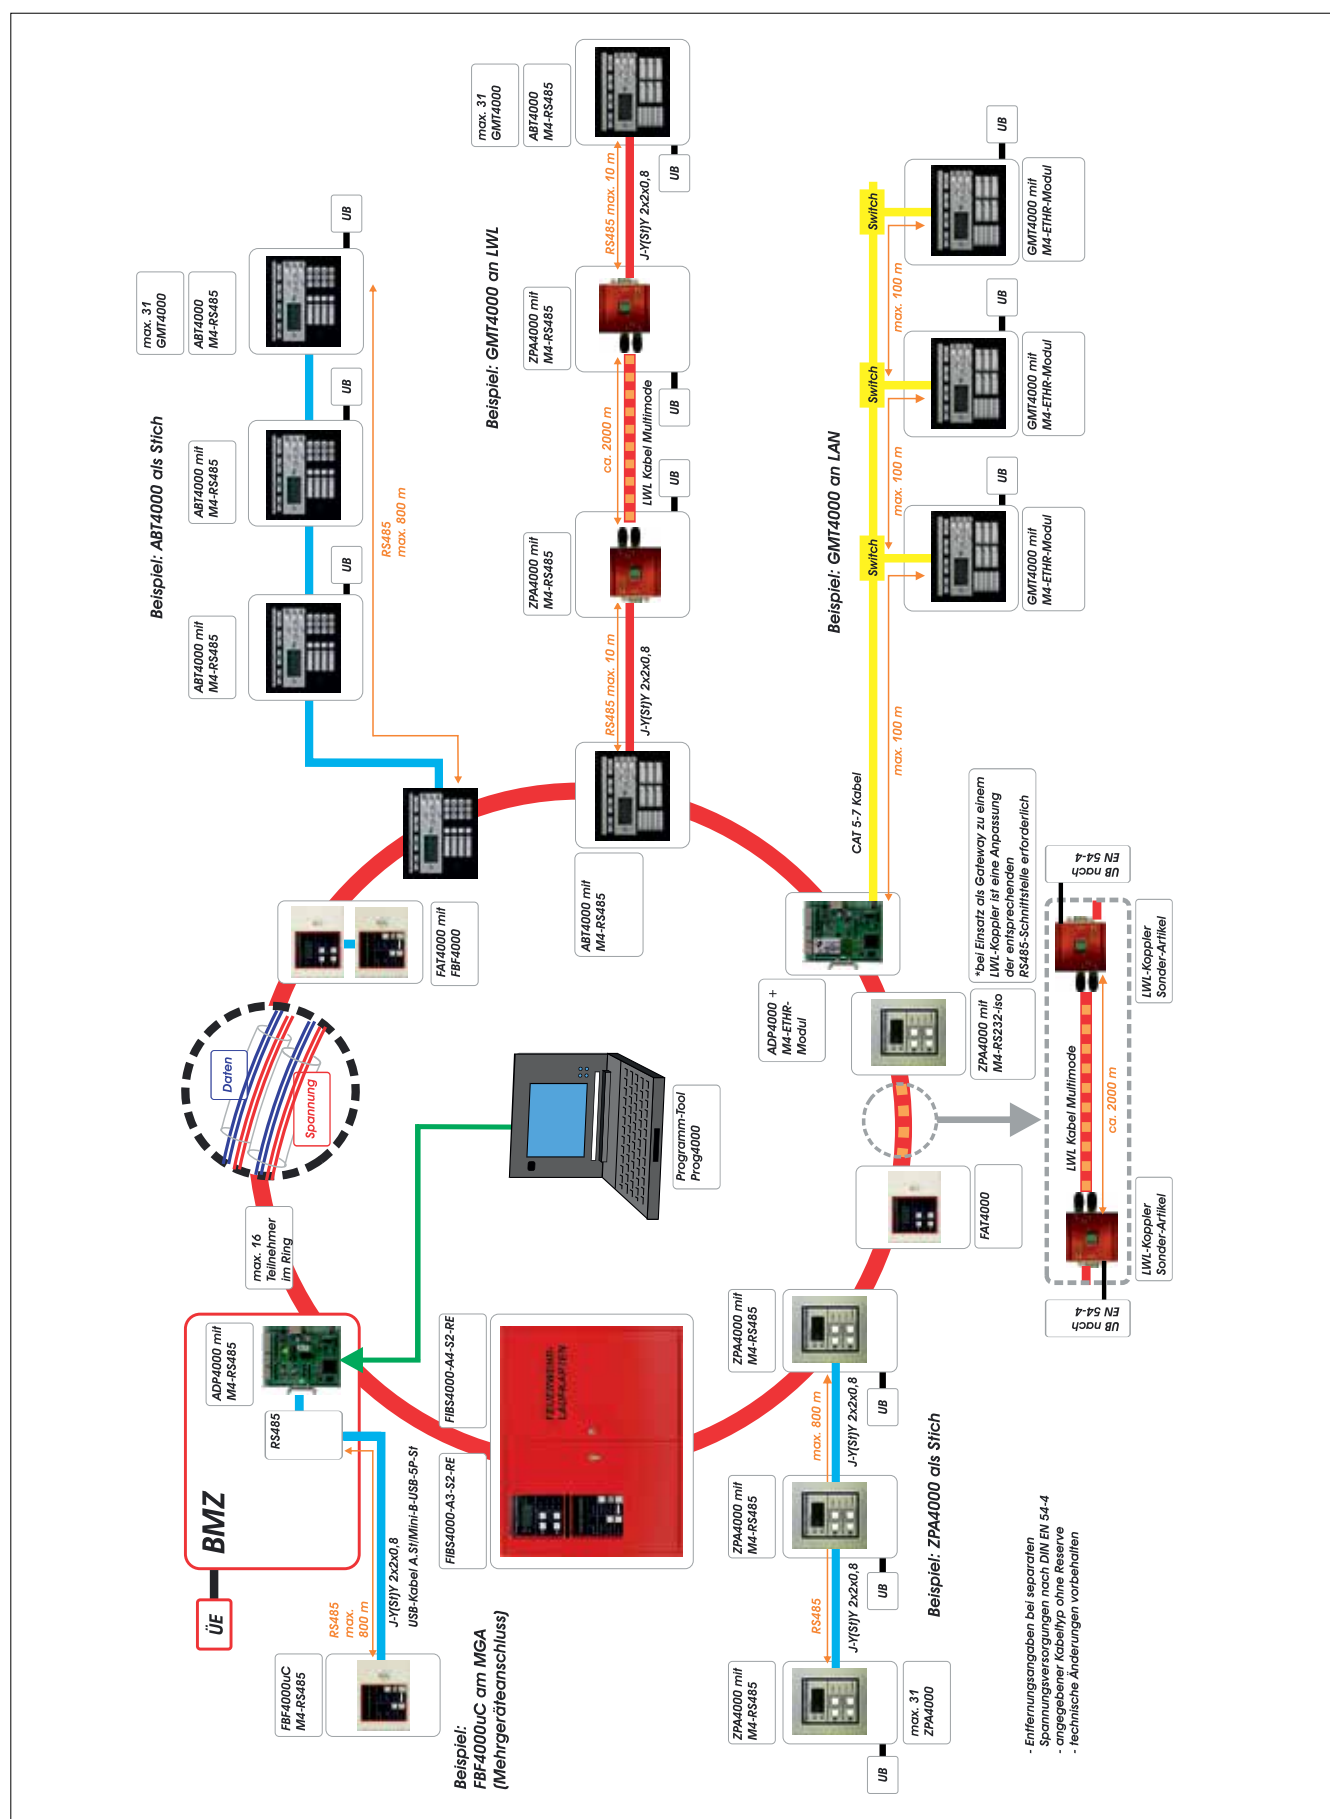 ÜE
BMZ
ADP4000 mit
M4-RS485
RS485
RS485
max.
800 m
J-Y(St)Y 2x2x0,8
USB-Kabel A.St/Mini-B-USB-5P-St
FBF4000uC
M4-RS485
Beispiel:
FBF4000uC am MGA
(Mehrgeräteanschluss)
max. 16
Teilnehmer
im Ring
Daten
Spannung
FAT4000 mit
FBF4000
Beispiel: ABT4000 als Stich
ABT4000 mit
M4-RS485
UB
ABT4000 mit
M4-RS485
UB
max. 31
GMT4000
ABT4000
M4-RS485
UB
RS485
max. 800 m
FIBS4000-A3-S2-RE
FIBS4000-A4-S2-RE
FEUERWEHR-
LAUFKARTEN
Programm-Tool
Prog4000
ABT4000 mit
M4-RS485
Beispiel: GMT4000 an LWL
RS485 max. 10 m
J-Y(St)Y 2x2x0,8
ZPA4000 mit
M4-RS485
UB
ca. 2000 m
LWL Kabel Multimode
ZPA4000 mit
M4-RS485
UB
RS485 max. 10 m
J-Y(St)Y 2x2x0,8
max. 31
GMT4000
ABT4000
M4-RS485
UB
ADP4000 +
M4-ETHR-
Modul
CAT 5-7 Kabel
Beispiel: GMT4000 an LAN
max. 100 m
Switch
max. 100 m
Switch
max. 100 m
Switch
GMT4000 mit
M4-ETHR-Modul
UB
GMT4000 mit
M4-ETHR-Modul
UB
GMT4000 mit
M4-ETHR-Modul
UB
ZPA4000 mit
M4-RS485
max. 31
ZPA4000
UB
RS485
J-Y(St)Y 2x2x0,8
ZPA4000 mit
M4-RS485
UB
max. 800 m
J-Y(St)Y 2x2x0,8
ZPA4000 mit
M4-RS485
UB
Beispiel: ZPA4000 als Stich
FAT4000
ZPA4000 mit
M4-RS232-iso
*bei Einsatz als Gateway zu einem
LWL-Koppler ist eine Anpassung
der entsprechenden
RS485-Schnittstelle erforderlich
UB nach
EN 54-4
LWL-Koppler
Sonder-Artikel
LWL Kabel Multimode
ca. 2000 m
UB nach
EN 54-4
LWL-Koppler
Sonder-Artikel
- Entfernungsangaben bei separaten
Spannungsversorgungen nach DIN EN 54-4
- angegebener Kabeltyp ohne Reserve
- technische Änderungen vorbehalten